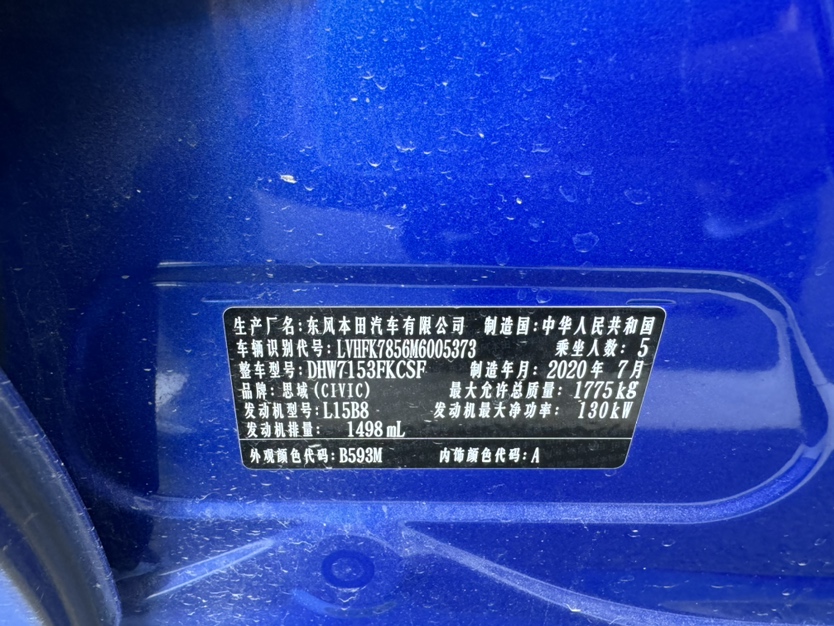 生产厂名:东风本田汽车有限公司 制造国:中华人民共和国
车辆识别代号:LVHFK7856M6005373 乘坐人数:5
整车型号:DHW7153FKCSF 制造年月:2020年 7月
品牌:思域(CIVIC) 最大允许总质量:1775kg
发动机型号:L15B8 发动机最大净功率:130kW
发动机排量: 1498mL
外观颜色代码:B593M 内饰颜色代码:A